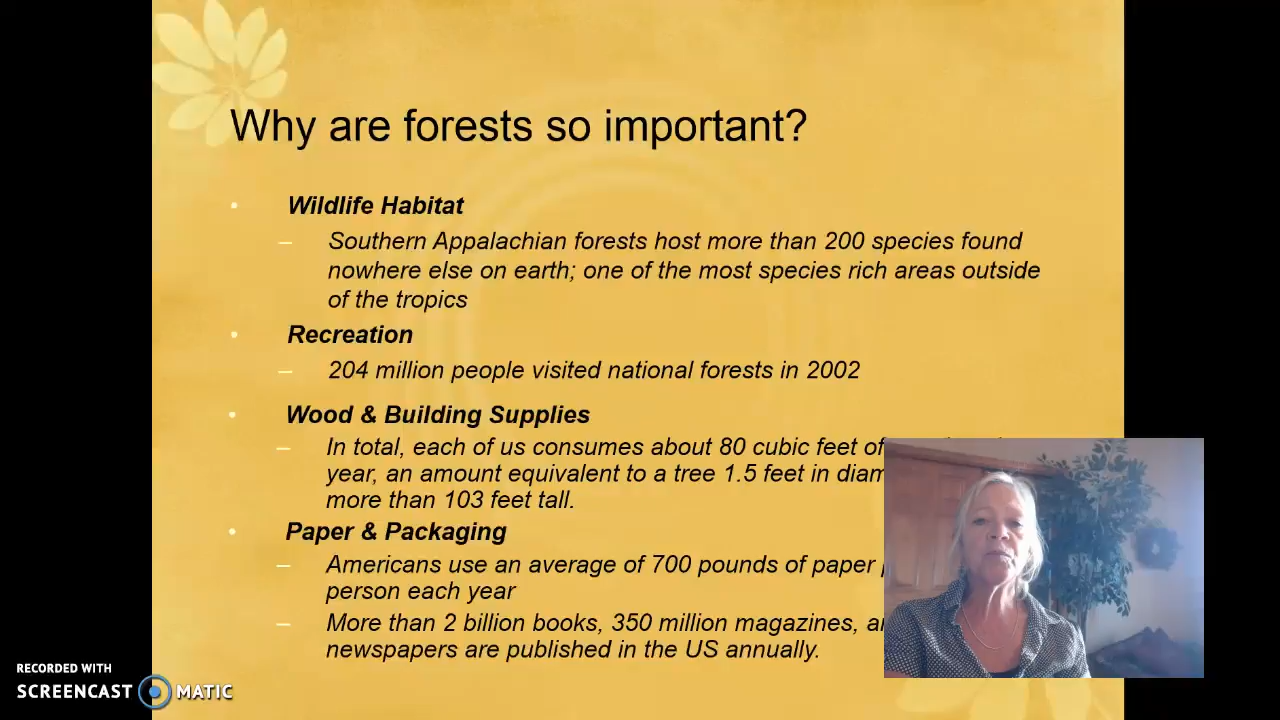 Why are forests so important?
• Wildlife Habitat
– Southern Appalachian forests host more than 200 species found
nowhere else on earth; one of the most species rich areas outside
of the tropics
• Recreation
– 204 million people visited national forests in 2002
• Wood & Building Supplies
– In total, each of us consumes about 80 cubic feet of
year, an amount equivalent to a tree 1.5 feet in
more than 103 feet tall.
• Paper & Packaging
– Americans use an average of 700 pounds of paper
person each year
– More than 2 billion books, 350 million magazines,
newspapers are published in the US annually.
RECORDED WITH
SCREENCAST MATIC